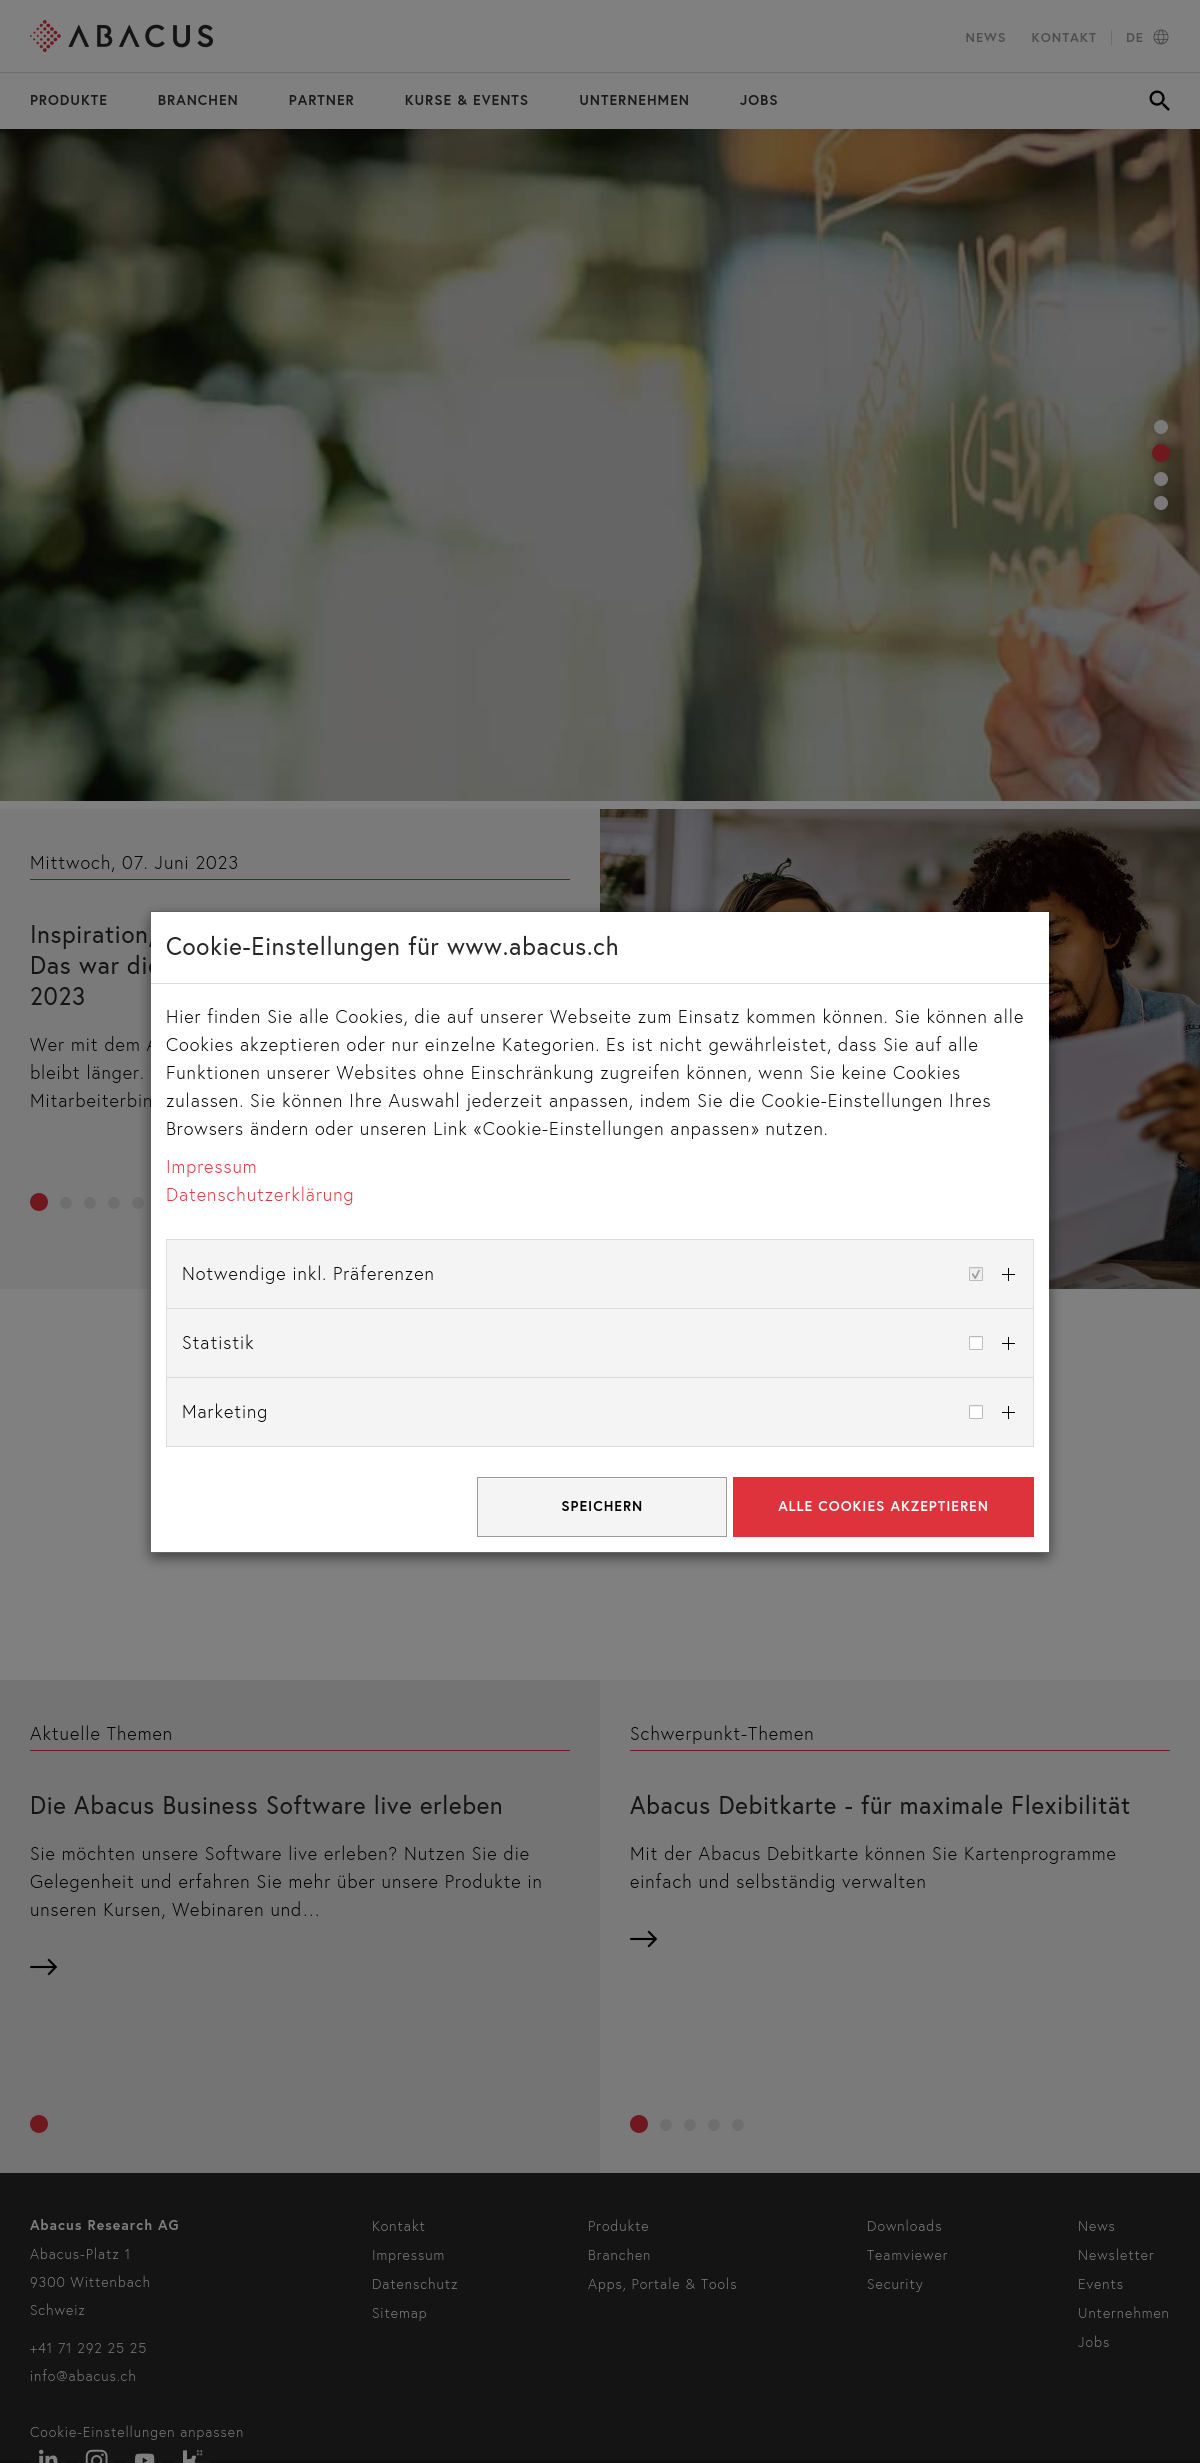 ABACUS
NEWS
KONTAKT
DE
PRODUKTE
BRANCHEN
PARTNER
KURSE & EVENTS
UNTERNEHMEN
JOBS
Mittwoch, 07. Juni 2023
Inspiration,
Das war die
2023
Wer mit dem
bleibt länger.
Cookie-Einstellungen für www.abacus.ch
Hier finden Sie alle Cookies, die auf unserer Webseite zum Einsatz kommen können. Sie können alle
Cookies akzeptieren oder nur einzelne Kategorien. Es ist nicht gewährleistet, dass Sie auf alle
Funktionen unserer Websites ohne Einschränkung zugreifen können, wenn Sie keine Cookies
zulassen. Sie können Ihre Auswahl jederzeit anpassen, indem Sie die Cookie-Einstellungen Ihres
Browsers ändern oder unseren Link «Cookie-Einstellungen anpassen» nutzen.
Impressum
Datenschutzerklärung
Notwendige inkl. Präferenzen
Statistik
Marketing
SPEICHERN
ALLE COOKIES AKZEPTIEREN
Aktuelle Themen
Die Abacus Business Software live erleben
Sie möchten unsere Software live erleben? Nutzen Sie die
Gelegenheit und erfahren Sie mehr über unsere Produkte in
unseren Kursen, Webinaren und...
Schwerpunkt-Themen
Abacus Debitkarte - für maximale Flexibilität
Mit der Abacus Debitkarte können Sie Kartenprogramme
einfach und selbständig verwalten
Abacus Research AG
Abacus-Platz 1
9300 Wittenbach
Schweiz
+41 71 292 25 25
info@abacus.ch
Cookie-Einstellungen anpassen
Kontakt
Impressum
Datenschutz
Sitemap
Produkte
Branchen
Apps, Portale & Tools
Downloads
Teamviewer
Security
News
Newsletter
Events
Unternehmen
Jobs